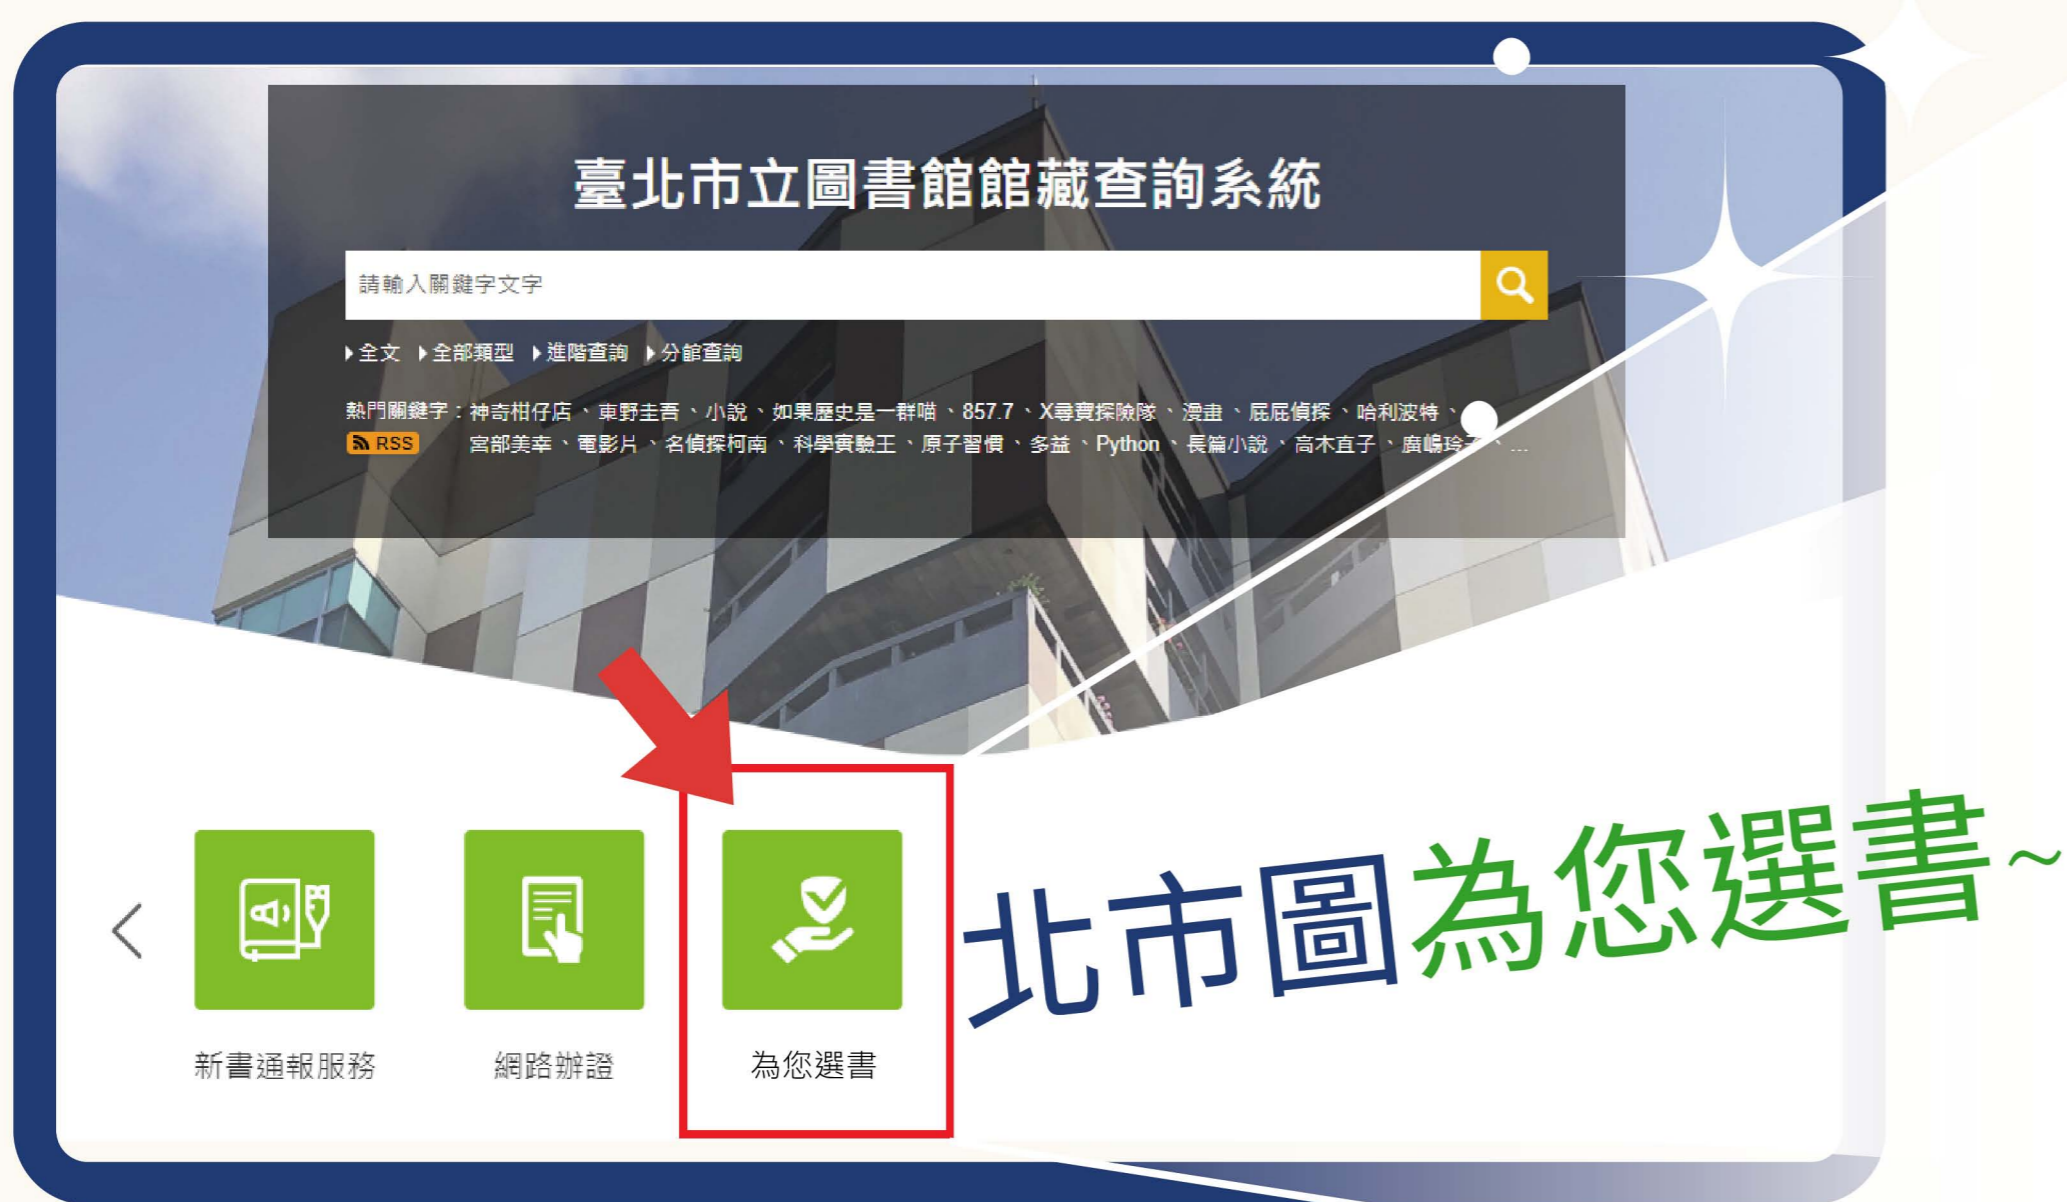 臺北市立圖書館館藏查詢系統
請輸入關鍵字文字
全文 全部類型 進階查詢 分館查詢
熱門關鍵字：神奇柑仔店、東野圭吾、小說、如果歷史是一群喵、857.7、X尋寶探險隊、漫畫、屁屁偵探、哈利波特、
RSS 宮部美幸、電影片、名偵探柯南、科學實驗王、原子習慣、多益、Python、長篇小說、高木直子、廣嶋玲子、...
北市圖為您選書~
新書通報服務 網路辦證 為您選書